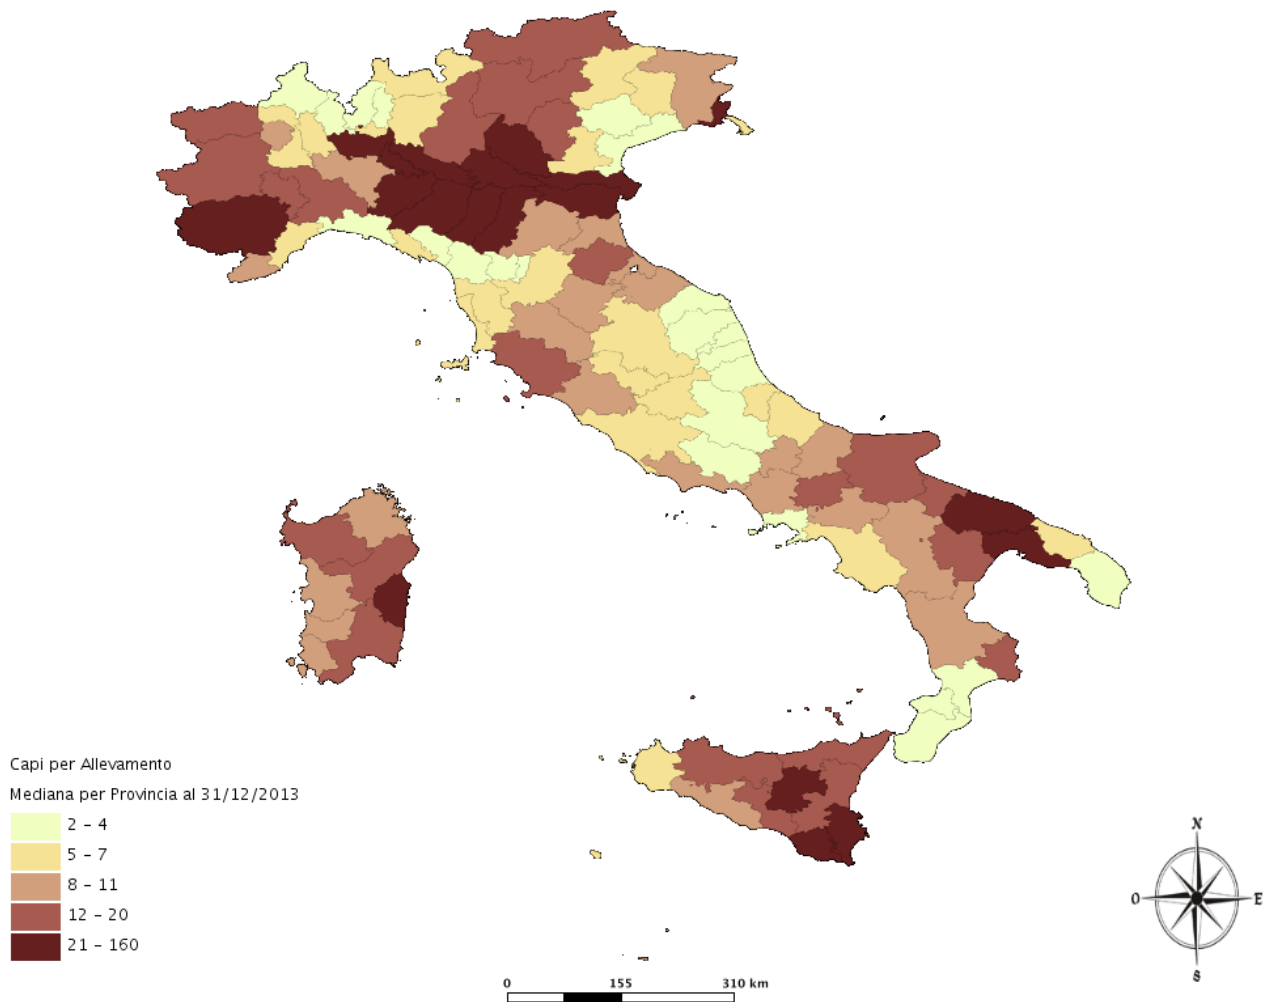 Capi per Allevamento
Mediana per Provincia al 31/12/2013
2 – 4
5 – 7
8 – 11
12 – 20
21 – 160
N
O
E
S
0 155 310 km